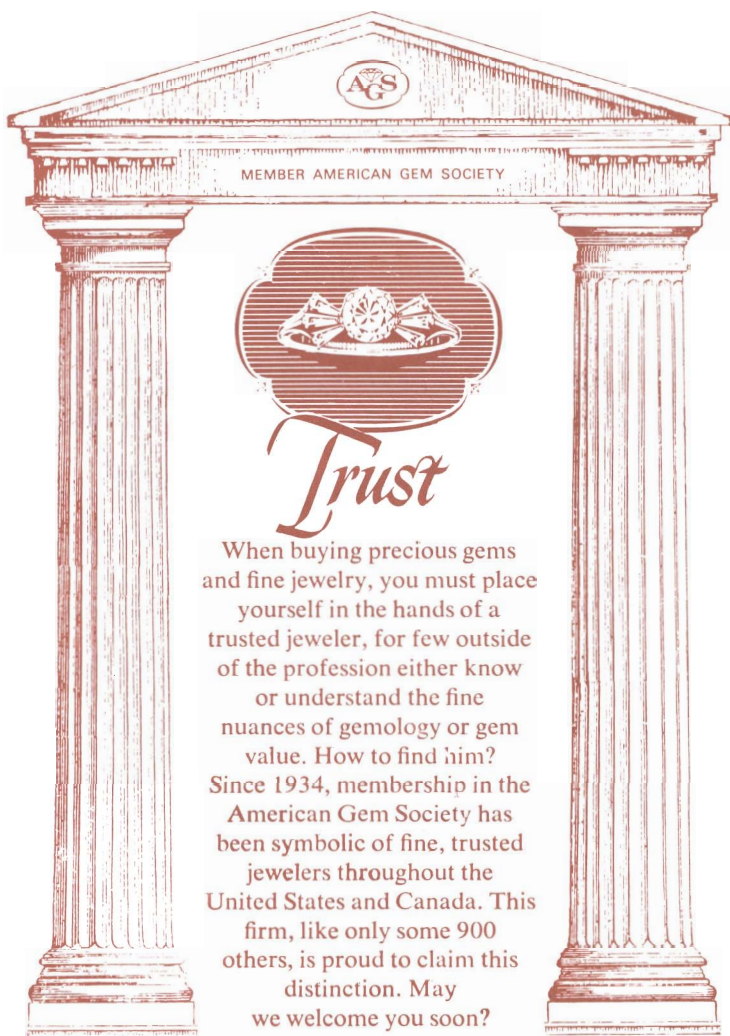 AGS
MEMBER AMERICAN GEM SOCIETY
Trust
When buying precious gems
and fine jewelry, you must place
yourself in the hands of a
trusted jeweler, for few outside
of the profession either know
or understand the fine
nuances of gemology or gem
value. How to find him?
Since 1934, membership in the
American Gem Society has
been symbolic of fine, trusted
jewelers throughout the
United States and Canada. This
firm, like only some 900
others, is proud to claim this
distinction. May
we welcome you soon?